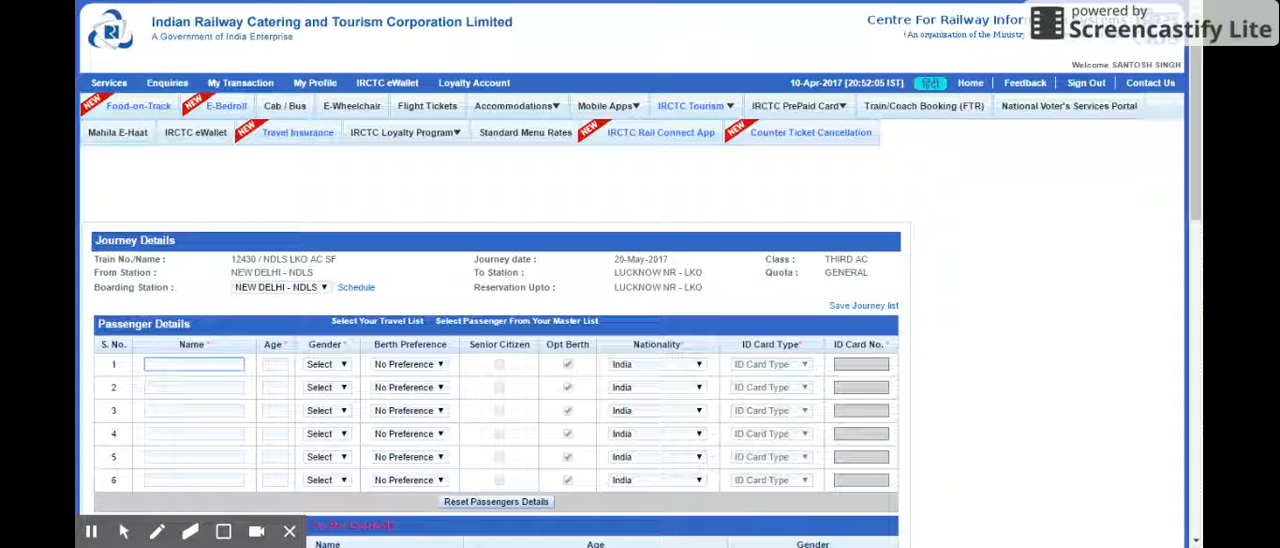 Indian Railway Catering and Tourism Corporation Limited
A Government of India Enterprise
Centre For Railway Infor
(An organization of the Ministr
powered by
Screencastify Lite
Welcome SANTOSH SINGH
Services Enquiries My Transaction My Profile IRCTC eWallet Loyalty Account 10-Apr-2017 [20:52:05 IST] हिंदी Home Feedback Sign Out Contact Us
NEW Food-on-Track NEW E-Bedroll Cab / Bus E-Wheelchair Flight Tickets Accommodations▾ Mobile Apps▾ IRCTC Tourism ▾ IRCTC PrePaid Card▾ Train/Coach Booking (FTR) National Voter's Services Portal
Mahila E-Haat IRCTC eWallet NEW Travel Insurance IRCTC Loyalty Program▾ Standard Menu Rates NEW IRCTC Rail Connect App NEW Counter Ticket Cancellation
Journey Details
Train No./Name : 12430 / NDLS LKO AC SF Journey date : 20-May-2017 Class : THIRD AC
From Station : NEW DELHI - NDLS To Station : LUCKNOW NR - LKO Quota : GENERAL
Boarding Station : NEW DELHI - NDLS ▾ Schedule Reservation Upto : LUCKNOW NR - LKO
Save Journey list
Passenger Details Select Your Travel List Select Passenger From Your Master List
S. No. Name * Age * Gender * Berth Preference Senior Citizen Opt Berth Nationality* ID Card Type* ID Card No. *
1 Select ▾ No Preference ▾ India ▾ ID Card Type ▾
2 Select ▾ No Preference ▾ India ▾ ID Card Type ▾
3 Select ▾ No Preference ▾ India ▾ ID Card Type ▾
4 Select ▾ No Preference ▾ India ▾ ID Card Type ▾
5 Select ▾ No Preference ▾ India ▾ ID Card Type ▾
6 Select ▾ No Preference ▾ India ▾ ID Card Type ▾
Reset Passengers Details
Name Age Gender